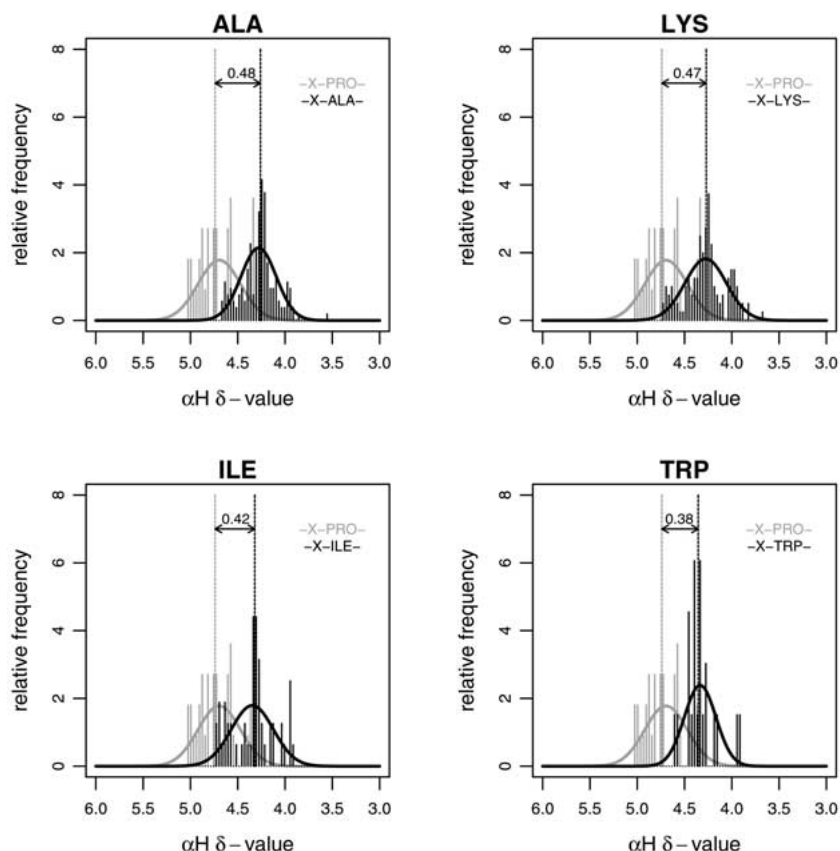 ALA
8
6
4
2
0
relative frequency
0.48
–X–PRO–
–X–ALA–
6.0 5.5 5.0 4.5 4.0 3.5 3.0
αH δ – value
LYS
8
6
4
2
0
relative frequency
0.47
–X–PRO–
–X–LYS–
6.0 5.5 5.0 4.5 4.0 3.5 3.0
αH δ – value
ILE
8
6
4
2
0
relative frequency
0.42
–X–PRO–
–X–ILE–
6.0 5.5 5.0 4.5 4.0 3.5 3.0
αH δ – value
TRP
8
6
4
2
0
relative frequency
0.38
–X–PRO–
–X–TRP–
6.0 5.5 5.0 4.5 4.0 3.5 3.0
αH δ – value